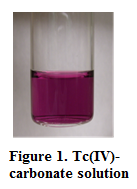 Figure 1. Tc(IV)-
carbonate solution